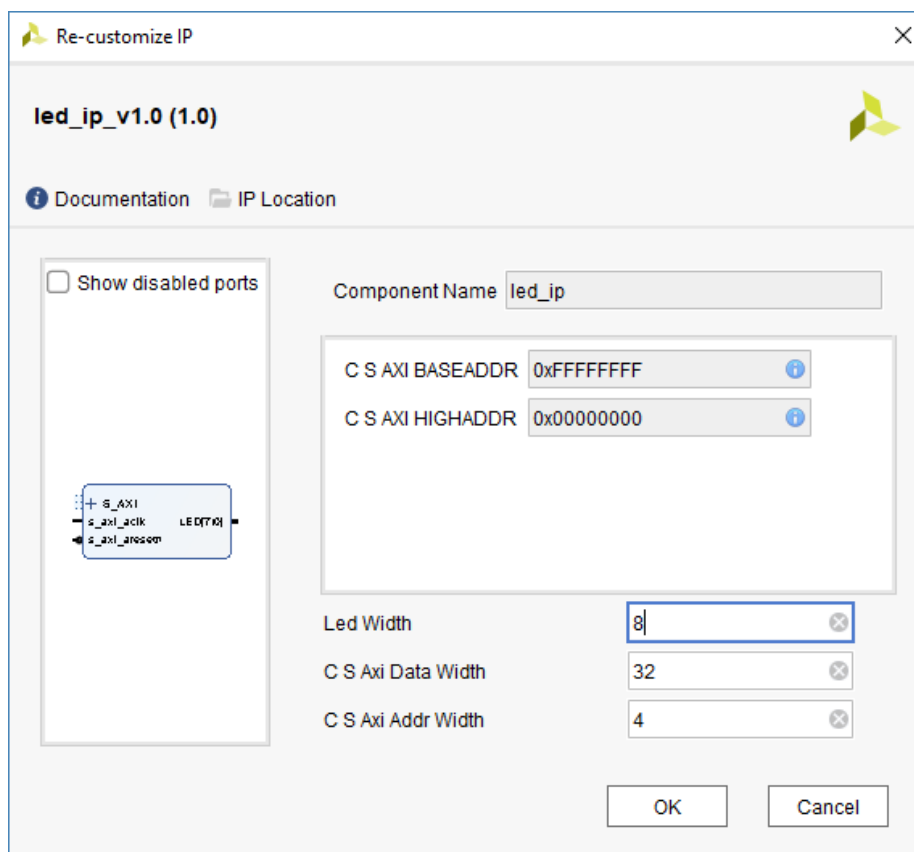 Re-customize IP
led_ip_v1.0 (1.0)
Documentation IP Location
Show disabled ports
Component Name led_ip
C S AXI BASEADDR 0xFFFFFFFF
C S AXI HIGHADDR 0x00000000
S_AXI
s_axi_aclk LED[7:0]
s_axi_aresetn
Led Width 8
C S Axi Data Width 32
C S Axi Addr Width 4
OK Cancel